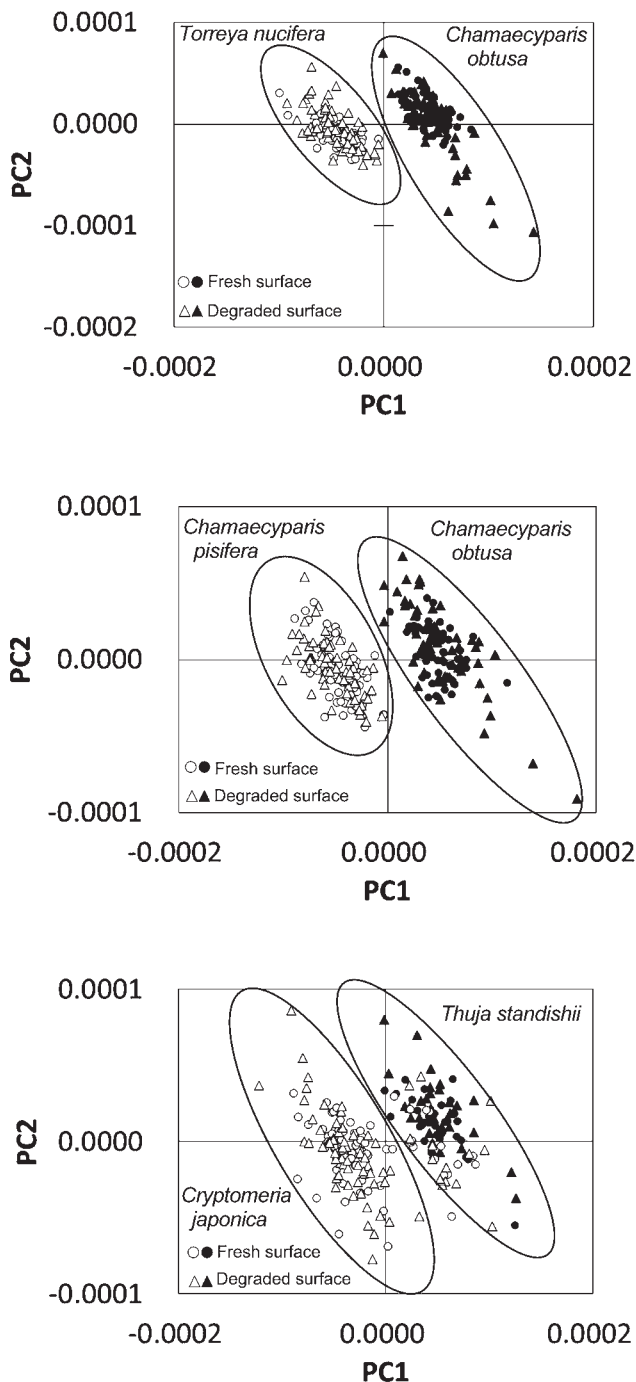 0.0001
Torreya nucifera
Chamaecyparis
obtusa
0.0000
PC2
-0.0001
Fresh surface
Degraded surface
-0.0002
-0.0002 0.0000 0.0002
PC1
0.0001
Chamaecyparis
pisifera
Chamaecyparis
obtusa
PC2
0.0000
Fresh surface
Degraded surface
-0.0001
-0.0002 0.0000 0.0002
PC1
0.0001
Thuja standishii
PC2
0.0000
Cryptomeria
japonica
Fresh surface
Degraded surface
-0.0001
-0.0002 0.0000 0.0002
PC1